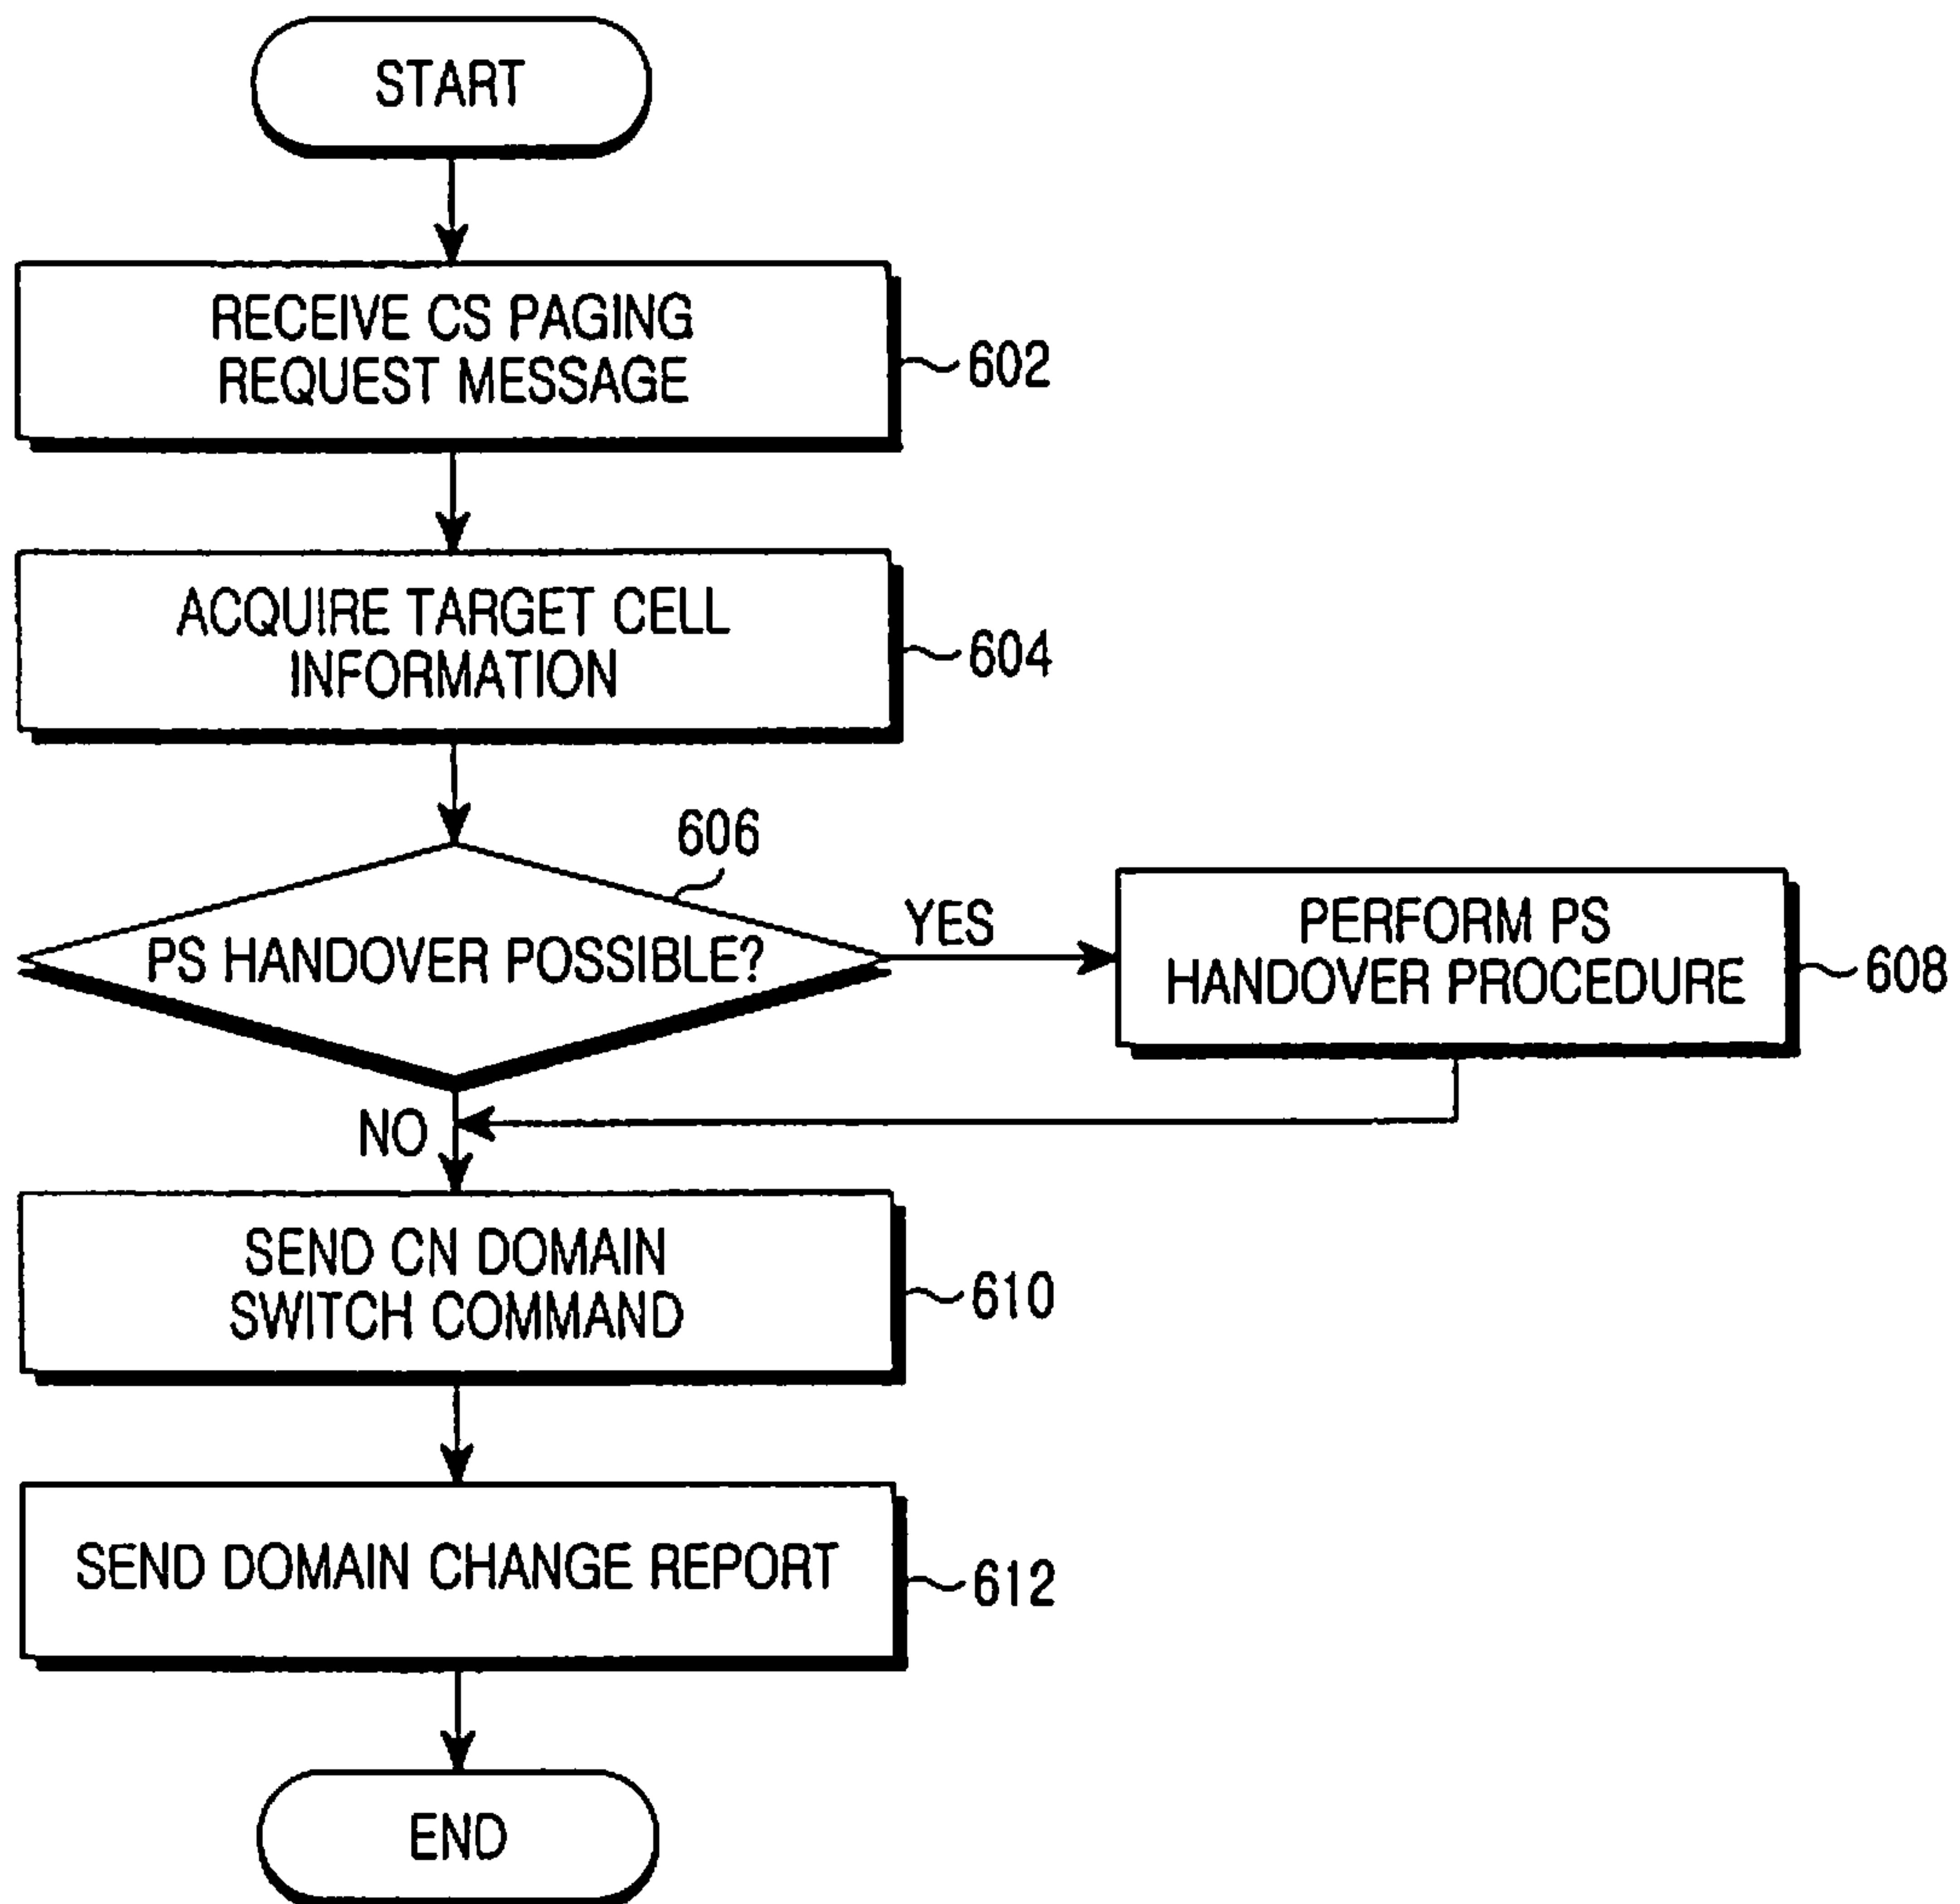 START
RECEIVE CS PAGING
REQUEST MESSAGE
602
ACQUIRE TARGET CELL
INFORMATION
604
606
PS HANDOVER POSSIBLE?
YES
PERFORM PS
HANDOVER PROCEDURE
608
NO
SEND CN DOMAIN
SWITCH COMMAND
610
SEND DOMAIN CHANGE REPORT
612
END